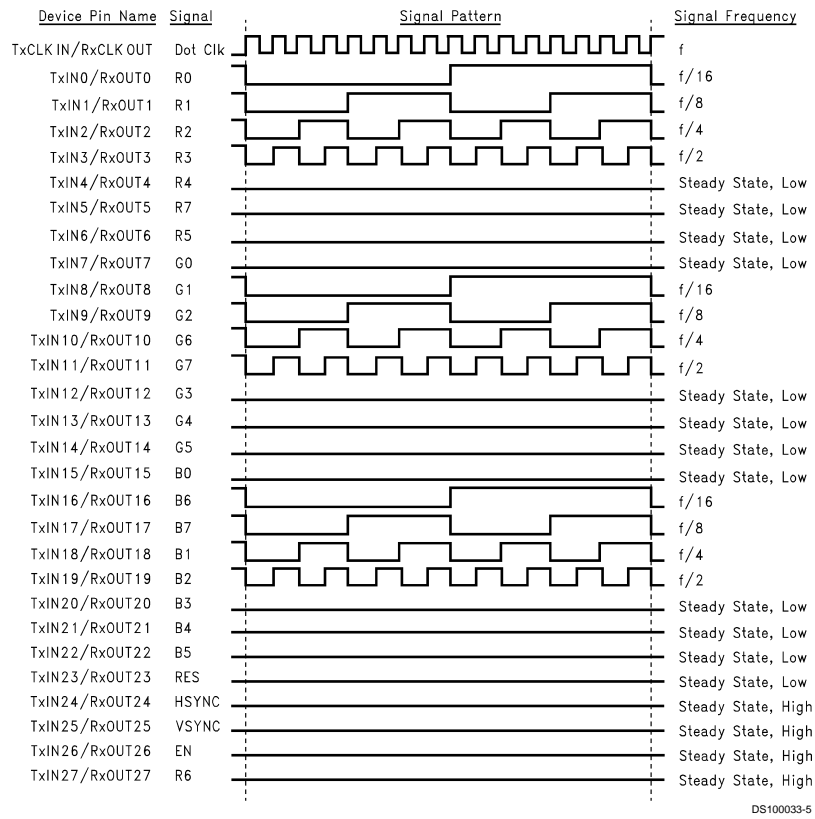 Device Pin Name Signal Signal Pattern Signal Frequency
TxCLK IN/RxCLK OUT Dot Clk f
TxIN0/RxOUT0 R0 f/16
TxIN1/RxOUT1 R1 f/8
TxIN2/RxOUT2 R2 f/4
TxIN3/RxOUT3 R3 f/2
TxIN4/RxOUT4 R4 Steady State, Low
TxIN5/RxOUT5 R7 Steady State, Low
TxIN6/RxOUT6 R5 Steady State, Low
TxIN7/RxOUT7 G0 Steady State, Low
TxIN8/RxOUT8 G1 f/16
TxIN9/RxOUT9 G2 f/8
TxIN10/RxOUT10 G6 f/4
TxIN11/RxOUT11 G7 f/2
TxIN12/RxOUT12 G3 Steady State, Low
TxIN13/RxOUT13 G4 Steady State, Low
TxIN14/RxOUT14 G5 Steady State, Low
TxIN15/RxOUT15 B0 Steady State, Low
TxIN16/RxOUT16 B6 f/16
TxIN17/RxOUT17 B7 f/8
TxIN18/RxOUT18 B1 f/4
TxIN19/RxOUT19 B2 f/2
TxIN20/RxOUT20 B3 Steady State, Low
TxIN21/RxOUT21 B4 Steady State, Low
TxIN22/RxOUT22 B5 Steady State, Low
TxIN23/RxOUT23 RES Steady State, Low
TxIN24/RxOUT24 HSYNC Steady State, High
TxIN25/RxOUT25 VSYNC Steady State, High
TxIN26/RxOUT26 EN Steady State, High
TxIN27/RxOUT27 R6 Steady State, High
DS100033-5